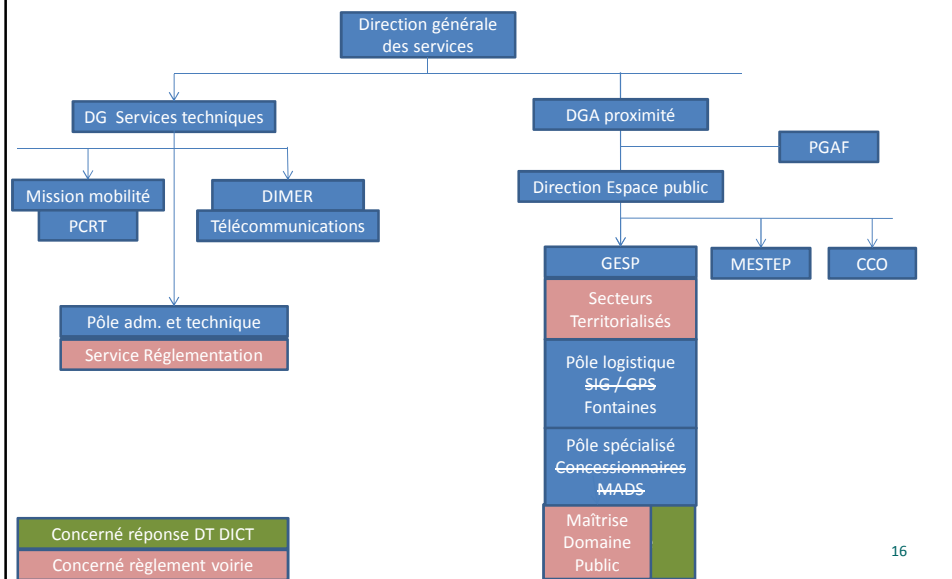 Direction générale
des services
DG Services techniques
DGA proximité
PGAF
Mission mobilité
PCRT
DIMER
Télécommunications
Direction Espace public
GESP
MESTEP
CCO
Secteurs
Territorialisés
Pôle adm. et technique
Service Réglementation
Pôle logistique
SIG / GPS
Fontaines
Pôle spécialisé
Concessionnaires
MADS
Maîtrise
Domaine
Public
Concerné réponse DT DICT
Concerné règlement voirie
16